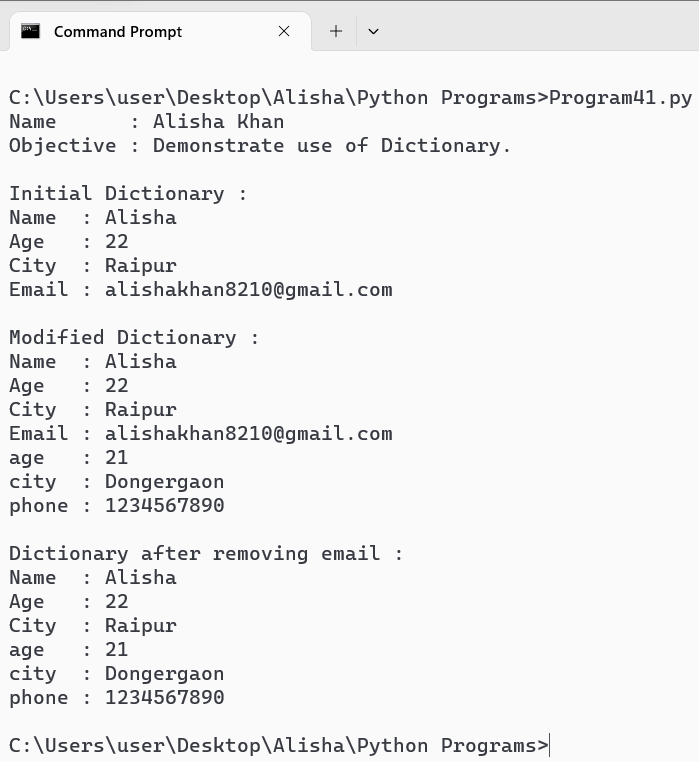 Command Prompt
C:\Users\user\Desktop\Alisha\Python Programs>Program41.py
Name      : Alisha Khan
Objective : Demonstrate use of Dictionary.
Initial Dictionary :
Name  : Alisha
Age   : 22
City  : Raipur
Email : alishakhan8210@gmail.com
Modified Dictionary :
Name  : Alisha
Age   : 22
City  : Raipur
Email : alishakhan8210@gmail.com
age   : 21
city  : Dongergaon
phone : 1234567890
Dictionary after removing email :
Name  : Alisha
Age   : 22
City  : Raipur
age   : 21
city  : Dongergaon
phone : 1234567890
C:\Users\user\Desktop\Alisha\Python Programs>